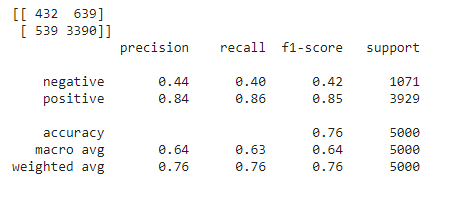 [[ 432 639]
[ 539 3390]]
precision recall f1-score support
negative 0.44 0.40 0.42 1071
positive 0.84 0.86 0.85 3929
accuracy 0.76 5000
macro avg 0.64 0.63 0.64 5000
weighted avg 0.76 0.76 0.76 5000